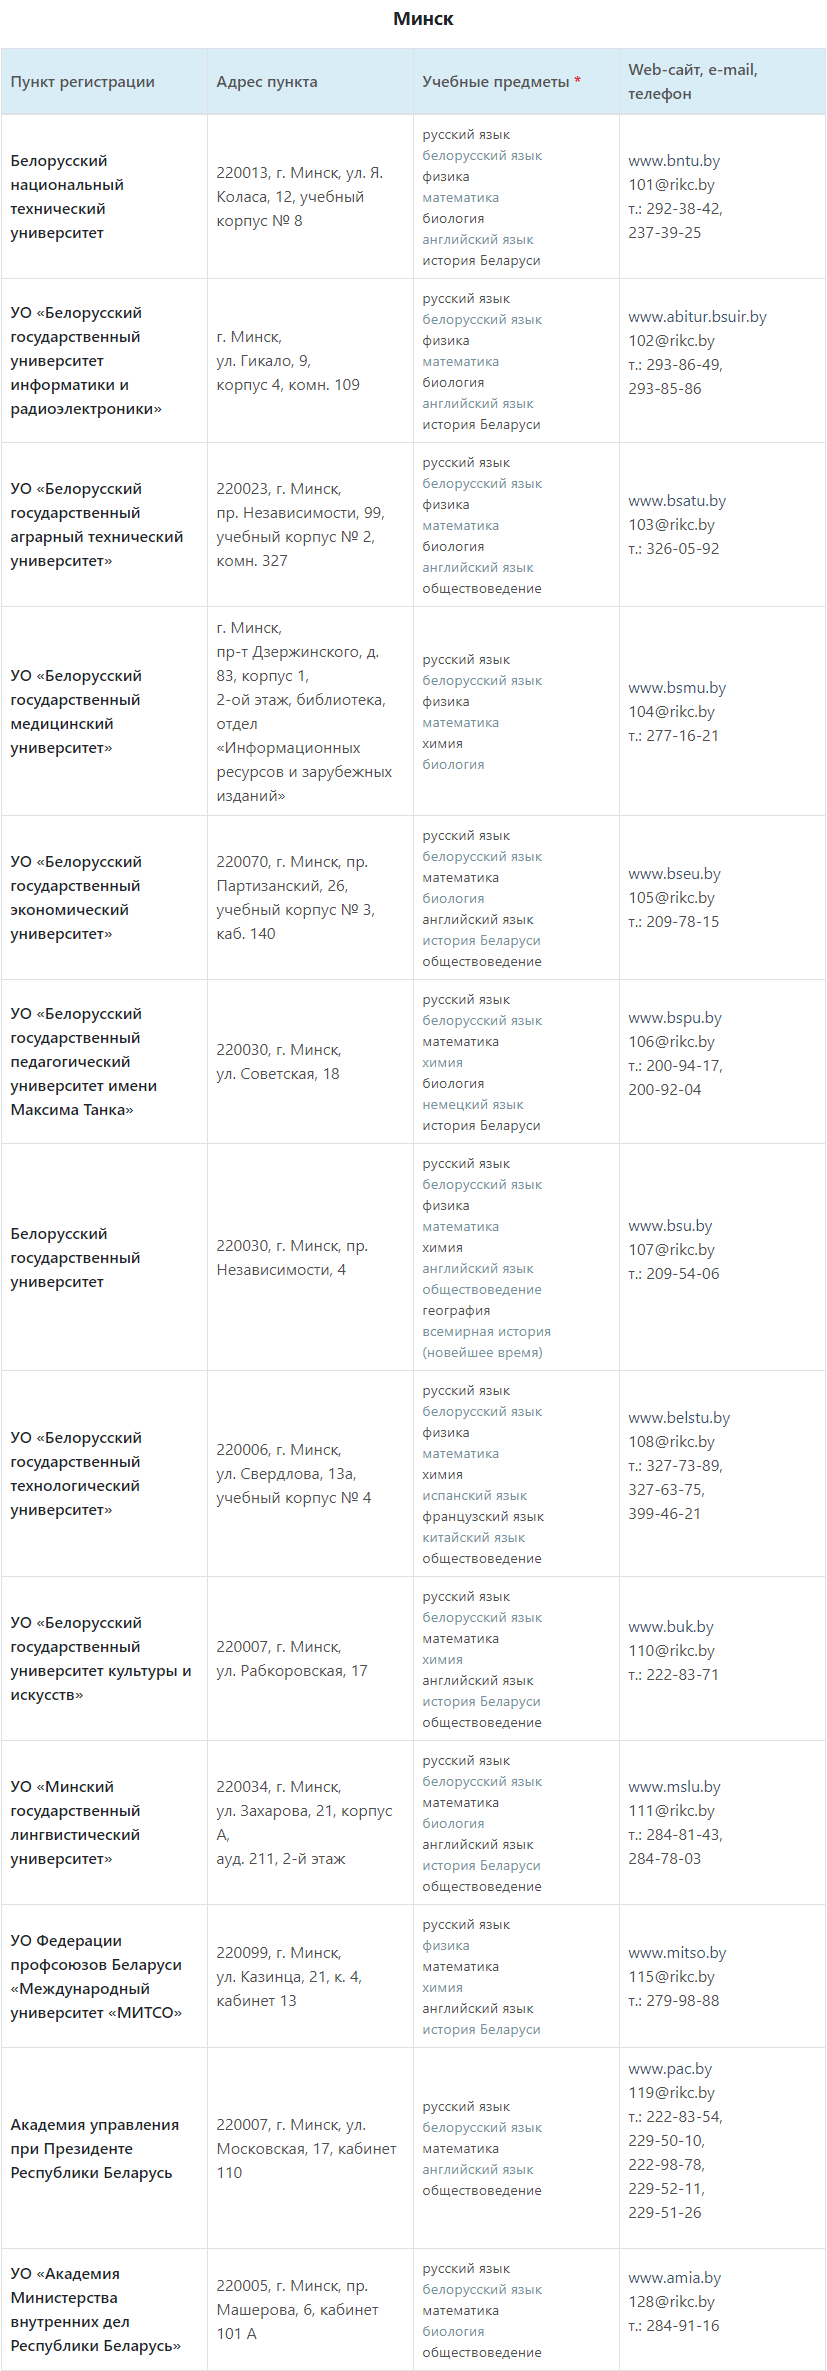 Минск
Пункт регистрации
Адрес пункта
Учебные предметы *
Web-сайт, e-mail,
телефон
Белорусский
национальный
технический
университет
220013, г. Минск, ул. Я.
Коласа, 12, учебный
корпус № 8
русский язык
белорусский язык
физика
математика
биология
английский язык
история Беларуси
www.bntu.by
101@rikc.by
т.: 292-38-42,
237-39-25
УО «Белорусский
государственный
университет
информатики и
радиоэлектроники»
г. Минск,
ул. Гикало, 9,
корпус 4, комн. 109
русский язык
белорусский язык
физика
математика
биология
английский язык
история Беларуси
www.abitur.bsuir.by
102@rikc.by
т.: 293-86-49,
293-85-86
УО «Белорусский
государственный
аграрный технический
университет»
220023, г. Минск,
пр. Независимости, 99,
учебный корпус № 2,
комн. 327
русский язык
белорусский язык
физика
математика
биология
английский язык
обществоведение
www.bsatu.by
103@rikc.by
т.: 326-05-92
УО «Белорусский
государственный
медицинский
университет»
г. Минск,
пр-т Дзержинского, д.
83, корпус 1,
2-ой этаж, библиотека,
отдел
«Информационных
ресурсов и зарубежных
изданий»
русский язык
белорусский язык
физика
математика
химия
биология
www.bsmu.by
104@rikc.by
т.: 277-16-21
УО «Белорусский
государственный
экономический
университет»
220070, г. Минск, пр.
Партизанский, 26,
учебный корпус № 3,
каб. 140
русский язык
белорусский язык
математика
биология
английский язык
история Беларуси
обществоведение
www.bseu.by
105@rikc.by
т.: 209-78-15
УО «Белорусский
государственный
педагогический
университет имени
Максима Танка»
220030, г. Минск,
ул. Советская, 18
русский язык
белорусский язык
математика
химия
биология
немецкий язык
история Беларуси
www.bspu.by
106@rikc.by
т.: 200-94-17,
200-92-04
Белорусский
государственный
университет
220030, г. Минск, пр.
Независимости, 4
русский язык
белорусский язык
физика
математика
химия
английский язык
обществоведение
география
всемирная история
(новейшее время)
www.bsu.by
107@rikc.by
т.: 209-54-06
УО «Белорусский
государственный
технологический
университет»
220006, г. Минск,
ул. Свердлова, 13а,
учебный корпус № 4
русский язык
белорусский язык
физика
математика
химия
испанский язык
французский язык
китайский язык
обществоведение
www.belstu.by
108@rikc.by
т.: 327-73-89,
327-63-75,
399-46-21
УО «Белорусский
государственный
университет культуры и
искусств»
220007, г. Минск,
ул. Рабкоровская, 17
русский язык
белорусский язык
математика
химия
английский язык
история Беларуси
обществоведение
www.buk.by
110@rikc.by
т.: 222-83-71
УО «Минский
государственный
лингвистический
университет»
220034, г. Минск,
ул. Захарова, 21, корпус
А,
ауд. 211, 2-й этаж
русский язык
белорусский язык
математика
биология
английский язык
история Беларуси
обществоведение
www.mslu.by
111@rikc.by
т.: 284-81-43,
284-78-03
УО Федерации
профсоюзов Беларуси
«Международный
университет «МИТСО»
220099, г. Минск,
ул. Казинца, 21, к. 4,
кабинет 13
русский язык
физика
математика
химия
английский язык
история Беларуси
www.mitso.by
115@rikc.by
т.: 279-98-88
Академия управления
при Президенте
Республики Беларусь
220007, г. Минск, ул.
Московская, 17, кабинет
110
русский язык
белорусский язык
математика
английский язык
обществоведение
www.pac.by
119@rikc.by
т.: 222-83-54,
229-50-10,
222-98-78,
229-52-11,
229-51-26
УО «Академия
Министерства
внутренних дел
Республики Беларусь»
220005, г. Минск, пр.
Машерова, 6, кабинет
101 А
русский язык
белорусский язык
математика
биология
обществоведение
www.amia.by
128@rikc.by
т.: 284-91-16